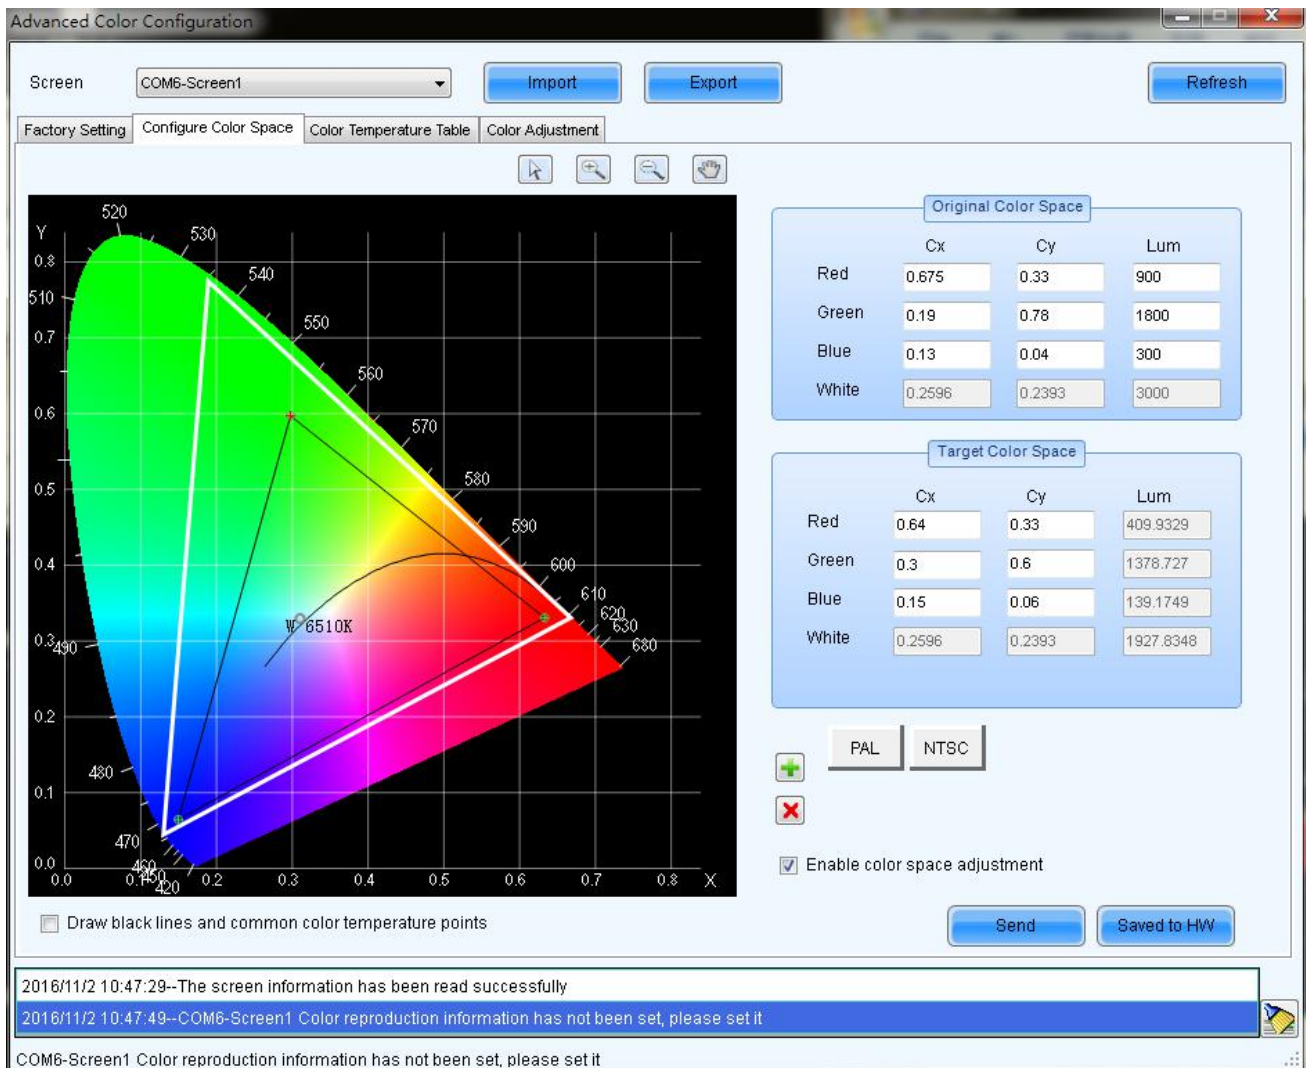 Advanced Color Configuration
Screen COM6-Screen1 Import Export Refresh
Factory Setting Configure Color Space Color Temperature Table Color Adjustment
Y
0.8
0.7
0.6
0.5
0.4
0.3
0.2
0.1
0.0
0.0 0.1 0.2 0.3 0.4 0.5 0.6 0.7 0.8 X
520
530
540
550
560
570
580
590
600
610
620
630
680
510
490
480
470
460
450
420
W 6510K
Original Color Space
Cx Cy Lum
Red 0.675 0.33 900
Green 0.19 0.78 1800
Blue 0.13 0.04 300
White 0.2596 0.2393 3000
Target Color Space
Cx Cy Lum
Red 0.64 0.33 409.9329
Green 0.3 0.6 1378.727
Blue 0.15 0.06 139.1749
White 0.2596 0.2393 1927.8348
PAL NTSC
Enable color space adjustment
Draw black lines and common color temperature points
Send Saved to HW
2016/11/2 10:47:29--The screen information has been read successfully
2016/11/2 10:47:49--COM6-Screen1 Color reproduction information has not been set, please set it
COM6-Screen1 Color reproduction information has not been set, please set it